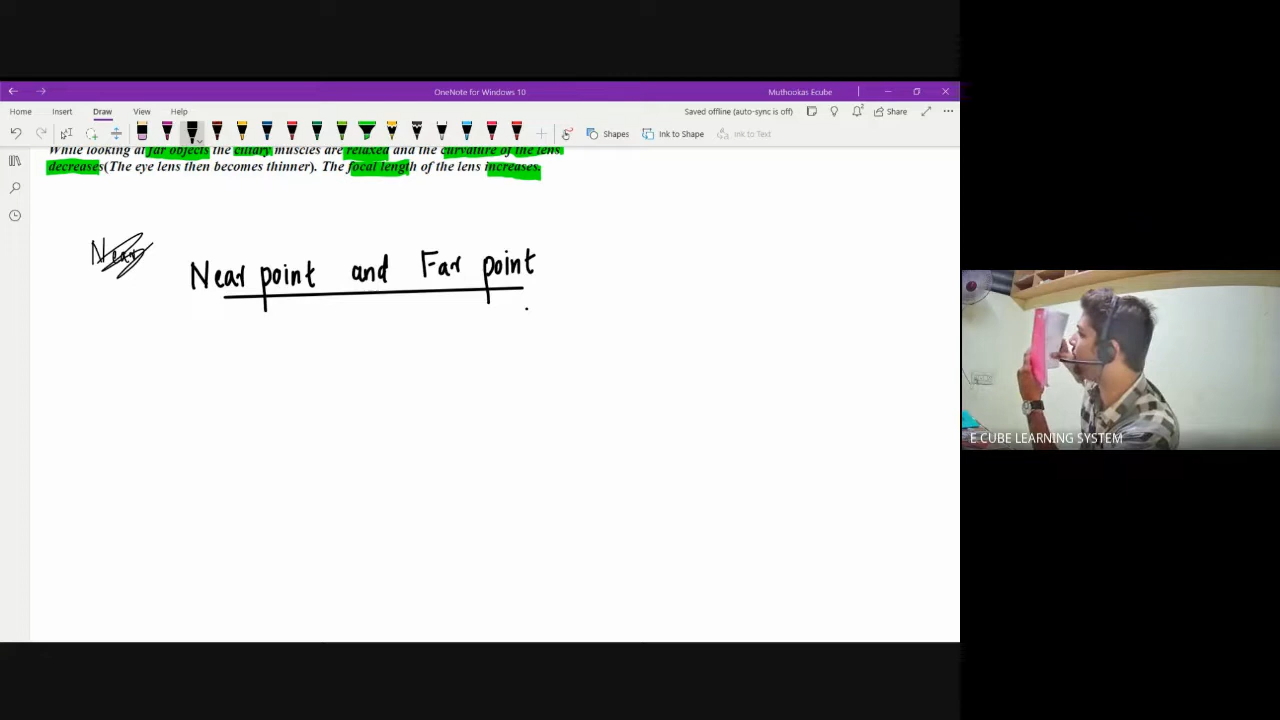 OneNote for Windows 10
Muthookas Ecube
Home Insert Draw View Help
Saved offline (auto-sync is off)
Share
Shapes
Ink to Shape
Ink to Text
While looking at far objects the ciliary muscles are relaxed and the curvature of the lens
decreases(The eye lens then becomes thinner). The focal length of the lens increases.
Near
Near point and Far point
E CUBE LEARNING SYSTEM